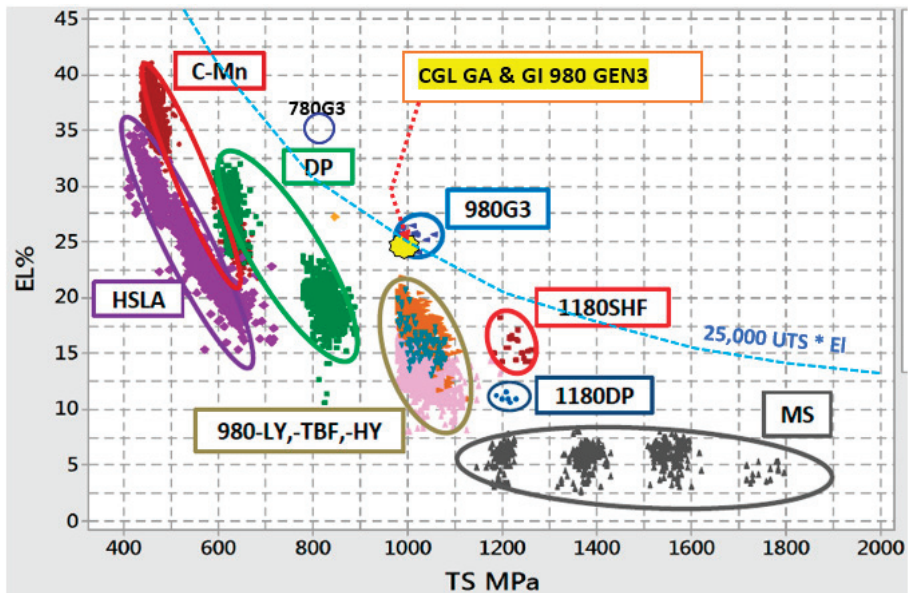 45
40
35
30
25
20
15
10
5
0
EL%
C-Mn
780G3
CGL GA & GI 980 GEN3
DP
980G3
HSLA
1180SHF
25,000 UTS * El
1180DP
980-LY,-TBF,-HY
MS
400 600 800 1000 1200 1400 1600 1800 2000
TS MPa